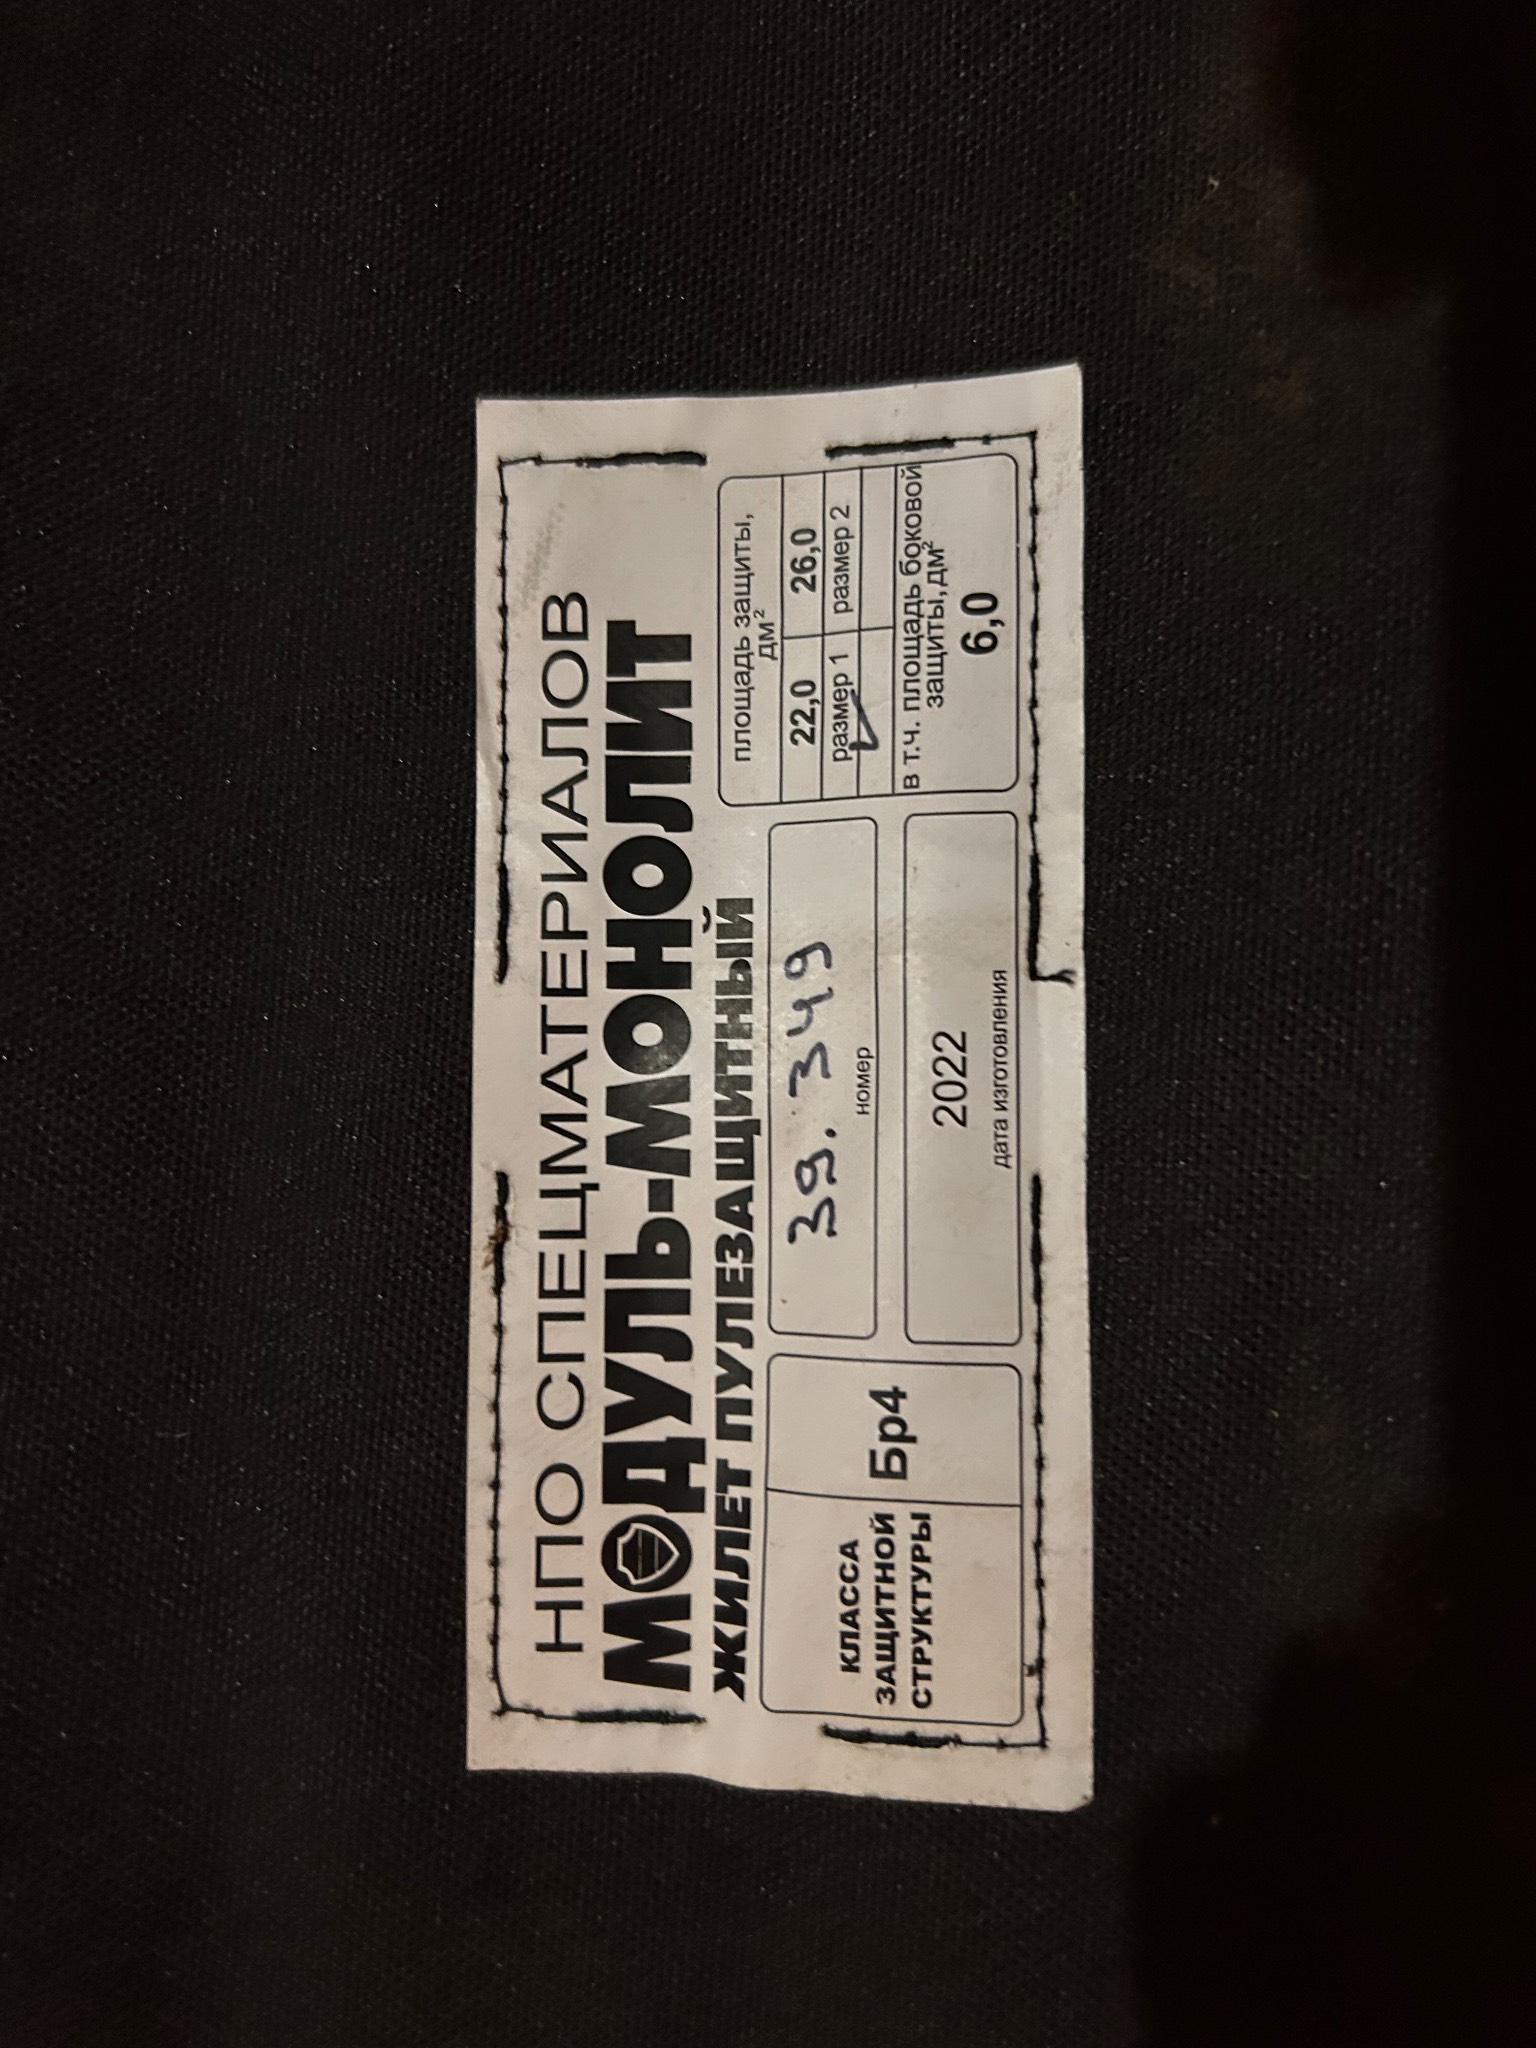 НПО СПЕЦМАТЕРИАЛОВ
МОДУЛЬ-МОНОЛИТ
ЖИЛЕТ ПУЛЕЗАЩИТНЫЙ
КЛАССА
ЗАЩИТНОЙ
СТРУКТУРЫ
Бр4
39.349
номер
2022
дата изготовления
площадь защиты,
дм²
22,0 26,0
размер 1 размер 2
✓
в т.ч. площадь боковой
защиты,дм²
6,0